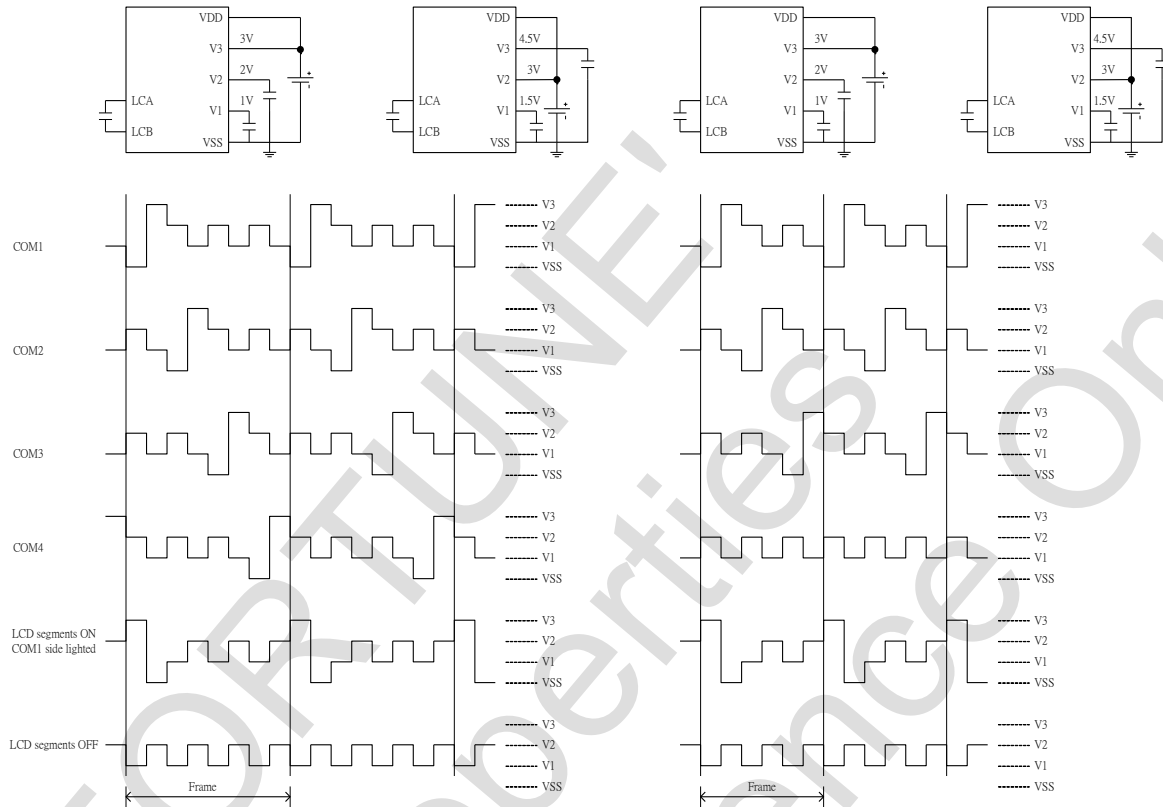 VDD
V3
3V
V2
2V
V1
1V
VSS
LCA
LCB
VDD
V3
4.5V
V2
3V
V1
1.5V
VSS
LCA
LCB
VDD
V3
3V
V2
2V
V1
1V
VSS
LCA
LCB
VDD
V3
4.5V
V2
3V
V1
1.5V
VSS
LCA
LCB
COM1
V3
V2
V1
VSS
V3
V2
V1
VSS
COM2
V3
V2
V1
VSS
V3
V2
V1
VSS
COM3
V3
V2
V1
VSS
V3
V2
V1
VSS
COM4
V3
V2
V1
VSS
V3
V2
V1
VSS
LCD segments ON
COM1 side lighted
V3
V2
V1
VSS
V3
V2
V1
VSS
LCD segments OFF
V3
V2
V1
VSS
V3
V2
V1
VSS
Frame
Frame